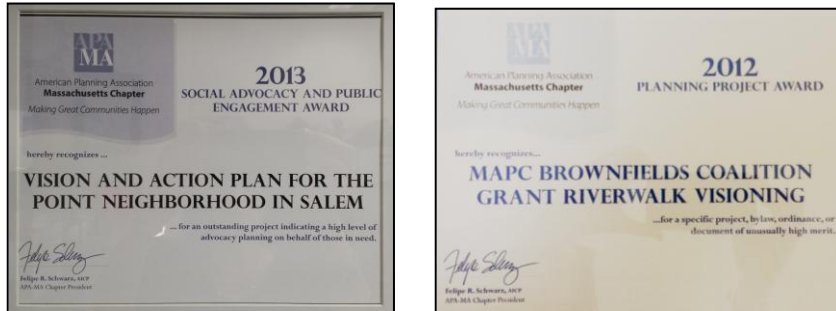 APA
MA
American Planning Association
Massachusetts Chapter
Making Great Communities Happen
2013
SOCIAL ADVOCACY AND PUBLIC
ENGAGEMENT AWARD
hereby recognizes ...
VISION AND ACTION PLAN FOR THE
POINT NEIGHBORHOOD IN SALEM
... for an outstanding project indicating a high level of
advocacy planning on behalf of those in need.
Felipe R. Schwarz, AICP
APA-MA Chapter President
APA
MA
American Planning Association
Massachusetts Chapter
Making Great Communities Happen
2012
PLANNING PROJECT AWARD
hereby recognizes...
MAPC BROWNFIELDS COALITION
GRANT RIVERWALK VISIONING
...for a specific project, bylaw, ordinance, or
document of unusually high merit.
Felipe R. Schwarz, AICP
APA-MA Chapter President